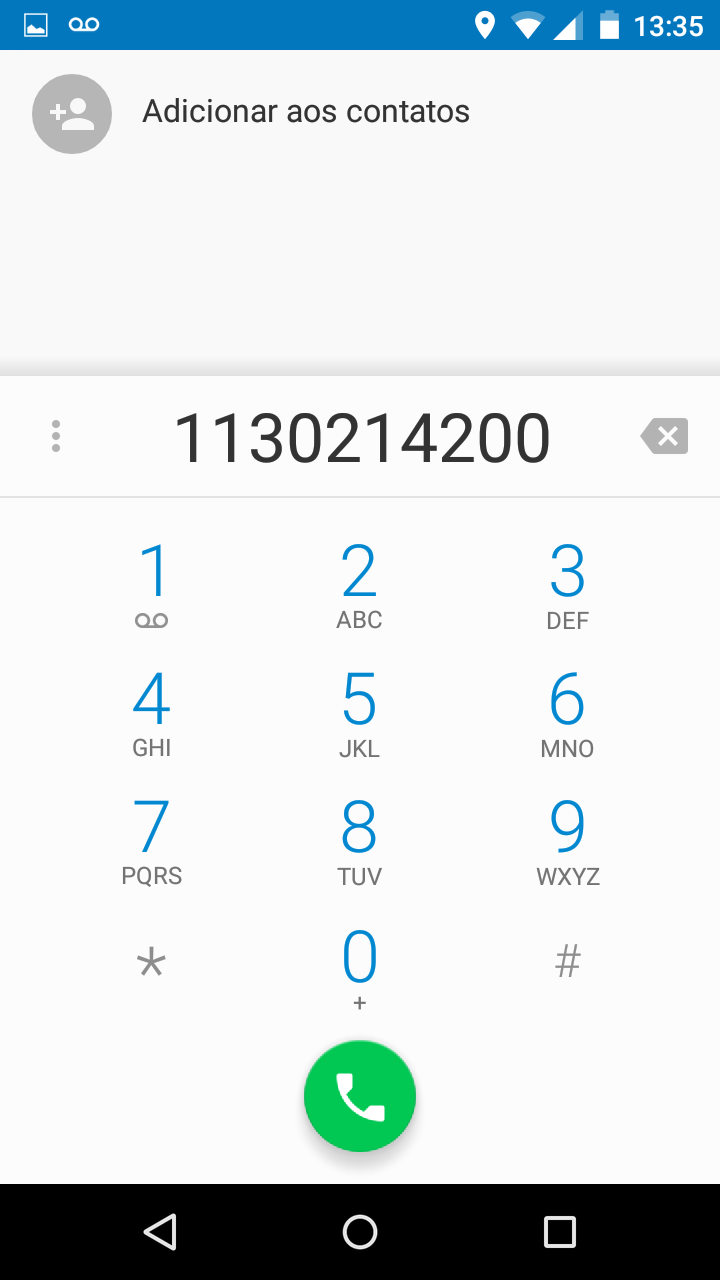 13:35
Adicionar aos contatos
1130214200
1 2 3
ABC DEF
4 5 6
GHI JKL MNO
7 8 9
PQRS TUV WXYZ
* 0 #
+